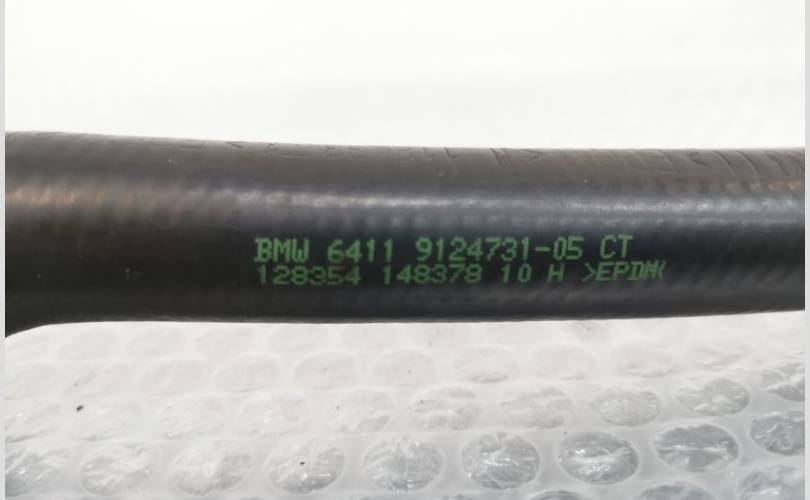 BMW 6411 9124731-05 CT
128354 148378 10 H >EPDM<